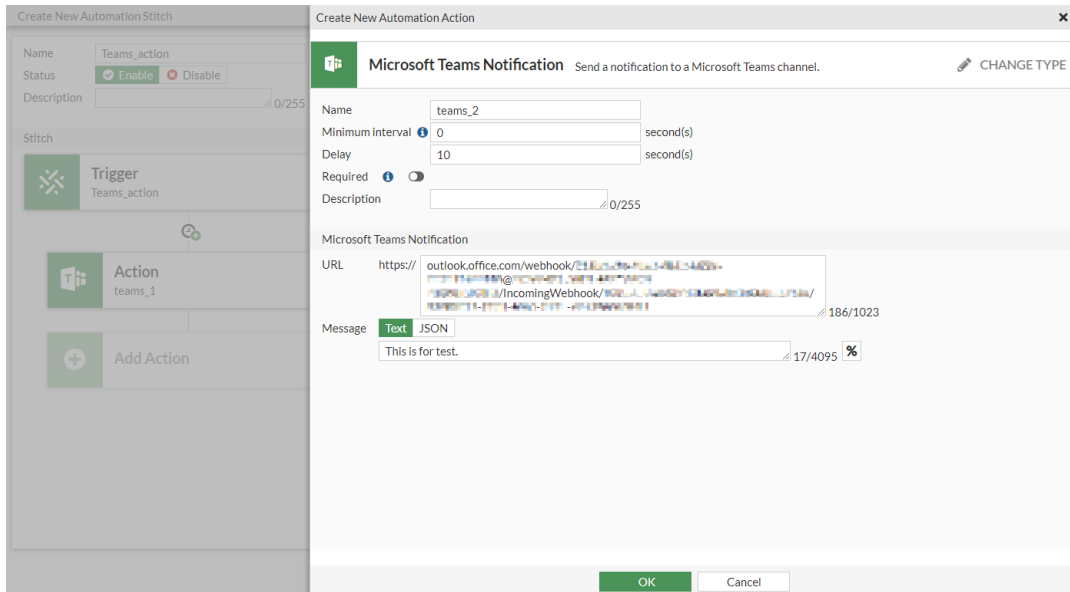 Create New Automation Stitch
Name Teams_action
Status Enable Disable
Description 0/255
Stitch
Trigger
Teams_action
Action
teams_1
Add Action
Create New Automation Action
Microsoft Teams Notification Send a notification to a Microsoft Teams channel. CHANGE TYPE
Name teams_2
Minimum interval 0 second(s)
Delay 10 second(s)
Required
Description 0/255
Microsoft Teams Notification
URL https:// outlook.office.com/webhook/
@
/IncomingWebhook/ /
186/1023
Message Text JSON
This is for test. 17/4095 %
OK Cancel